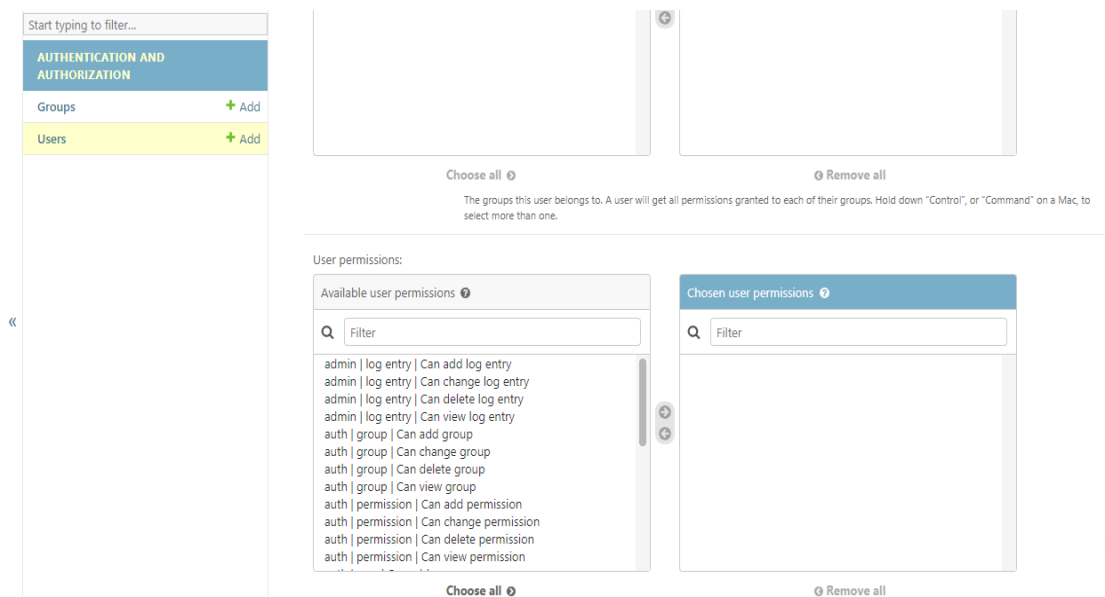 Start typing to filter...
AUTHENTICATION AND
AUTHORIZATION
Groups
Add
Users
Add
«
Choose all
Remove all
The groups this user belongs to. A user will get all permissions granted to each of their groups. Hold down “Control”, or “Command” on a Mac, to
select more than one.
User permissions:
Available user permissions
Chosen user permissions
Filter
Filter
admin | log entry | Can add log entry
admin | log entry | Can change log entry
admin | log entry | Can delete log entry
admin | log entry | Can view log entry
auth | group | Can add group
auth | group | Can change group
auth | group | Can delete group
auth | group | Can view group
auth | permission | Can add permission
auth | permission | Can change permission
auth | permission | Can delete permission
auth | permission | Can view permission
Choose all
Remove all